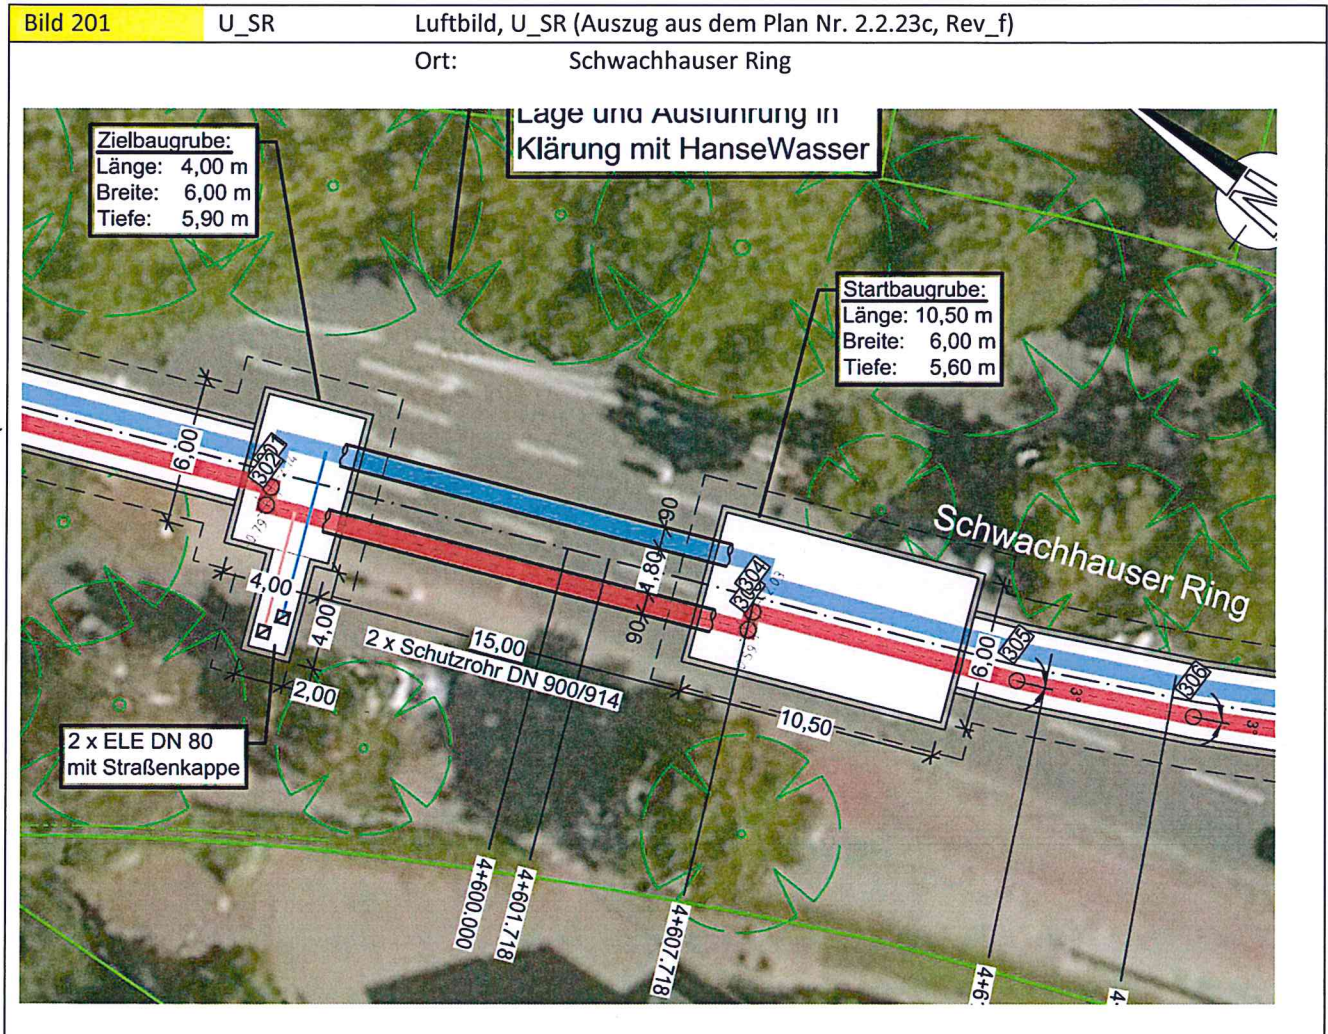 Bild 201 U_SR Luftbild, U_SR (Auszug aus dem Plan Nr. 2.2.23c, Rev_f)
Ort: Schwachhauser Ring
Lage und Ausführung in
Klärung mit HanseWasser
Zielbaugrube:
Länge: 4,00 m
Breite: 6,00 m
Tiefe: 5,90 m
Startbaugrube:
Länge: 10,50 m
Breite: 6,00 m
Tiefe: 5,60 m
6,00
302
4,00
4,00
2,00
15,00
2 x Schutzrohr DN 900/914
90
1,80
90
304
Schwachhauser Ring
6,00
305
3°
306
3°
10,50
2 x ELE DN 80
mit Straßenkappe
4+600.000
4+601.718
4+607.718